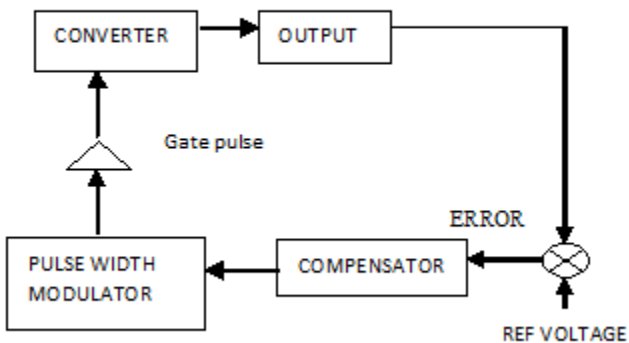 CONVERTER
OUTPUT
Gate pulse
ERROR
PULSE WIDTH
MODULATOR
COMPENSATOR
REF VOLTAGE